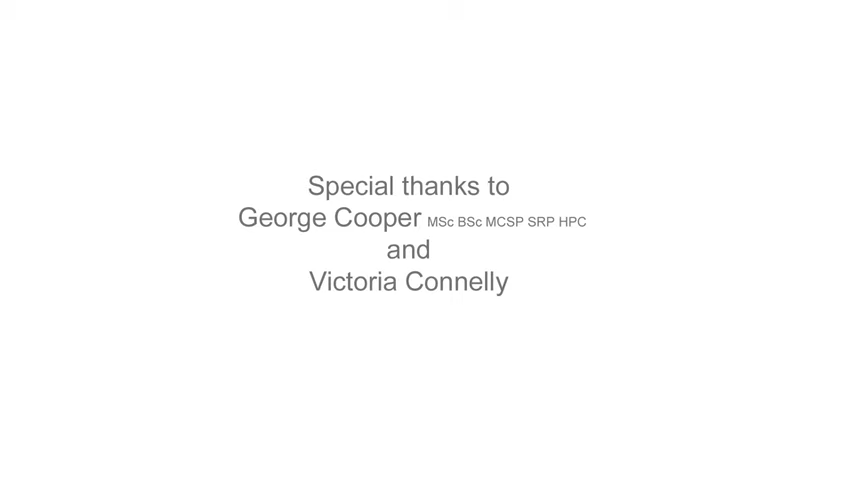 Special thanks to
George Cooper MSc BSc MCSP SRP HPC
and
Victoria Connelly